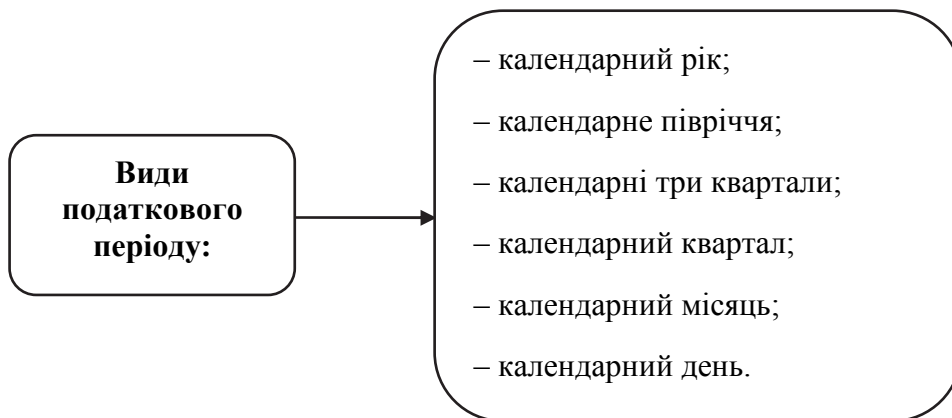 Види
податкового
періоду:
– календарний рік;
– календарне півріччя;
– календарні три квартали;
– календарний квартал;
– календарний місяць;
– календарний день.